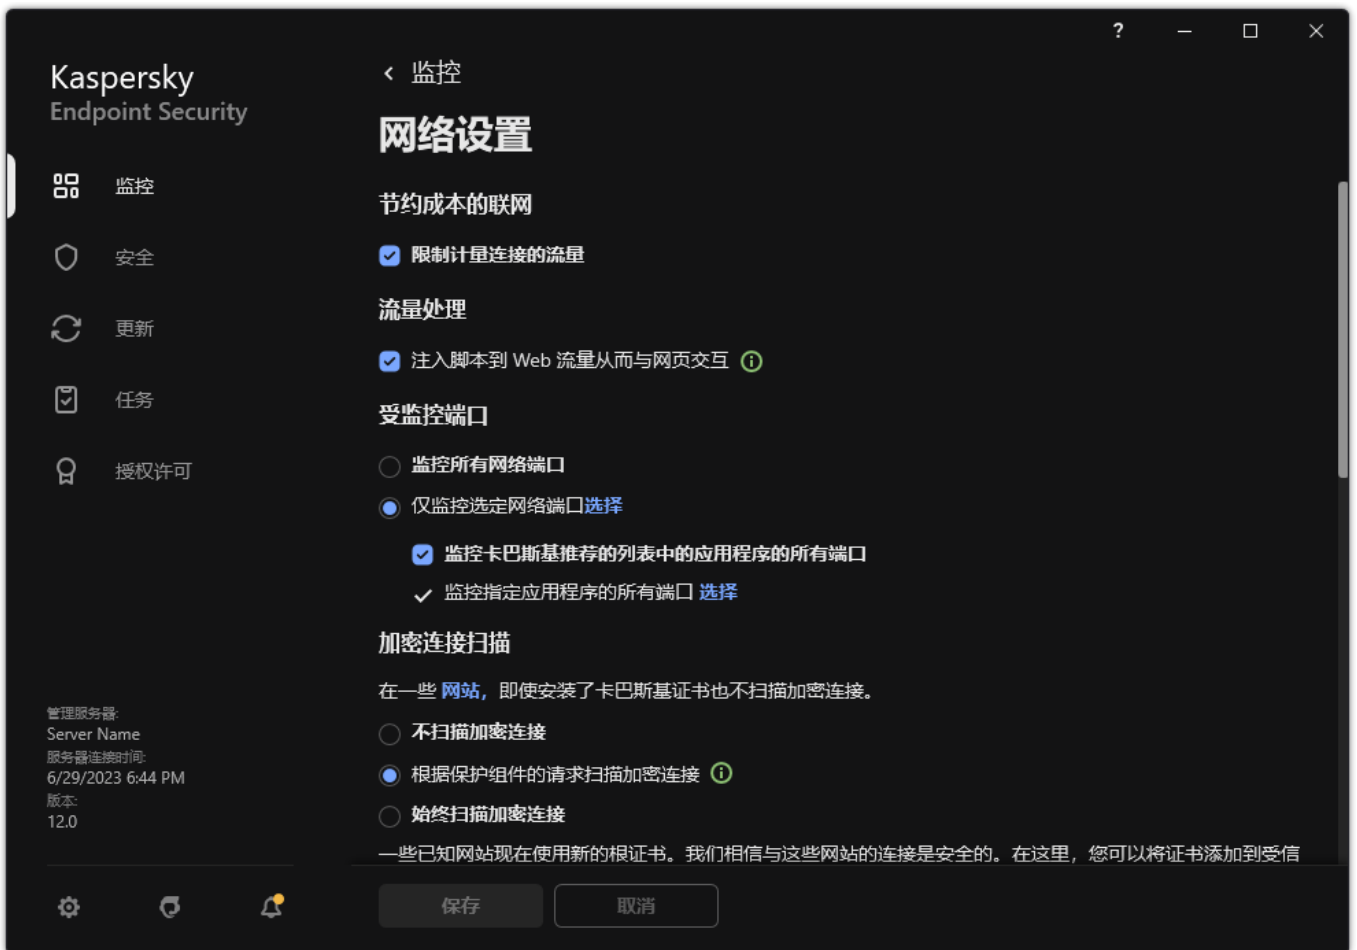 ?
Kaspersky
Endpoint Security
监控
安全
更新
任务
授权许可
管理服务器:
Server Name
服务器连接时间:
6/29/2023 6:44 PM
版本:
12.0
监控
网络设置
节约成本的联网
限制计量连接的流量
流量处理
注入脚本到 Web 流量从而与网页交互
受监控端口
监控所有网络端口
仅监控选定网络端口选择
监控卡巴斯基推荐的列表中的应用程序的所有端口
监控指定应用程序的所有端口 选择
加密连接扫描
在一些 网站，即使安装了卡巴斯基证书也不扫描加密连接。
不扫描加密连接
根据保护组件的请求扫描加密连接
始终扫描加密连接
一些已知网站现在使用新的根证书。我们相信与这些网站的连接是安全的。在这里，您可以将证书添加到受信
保存
取消